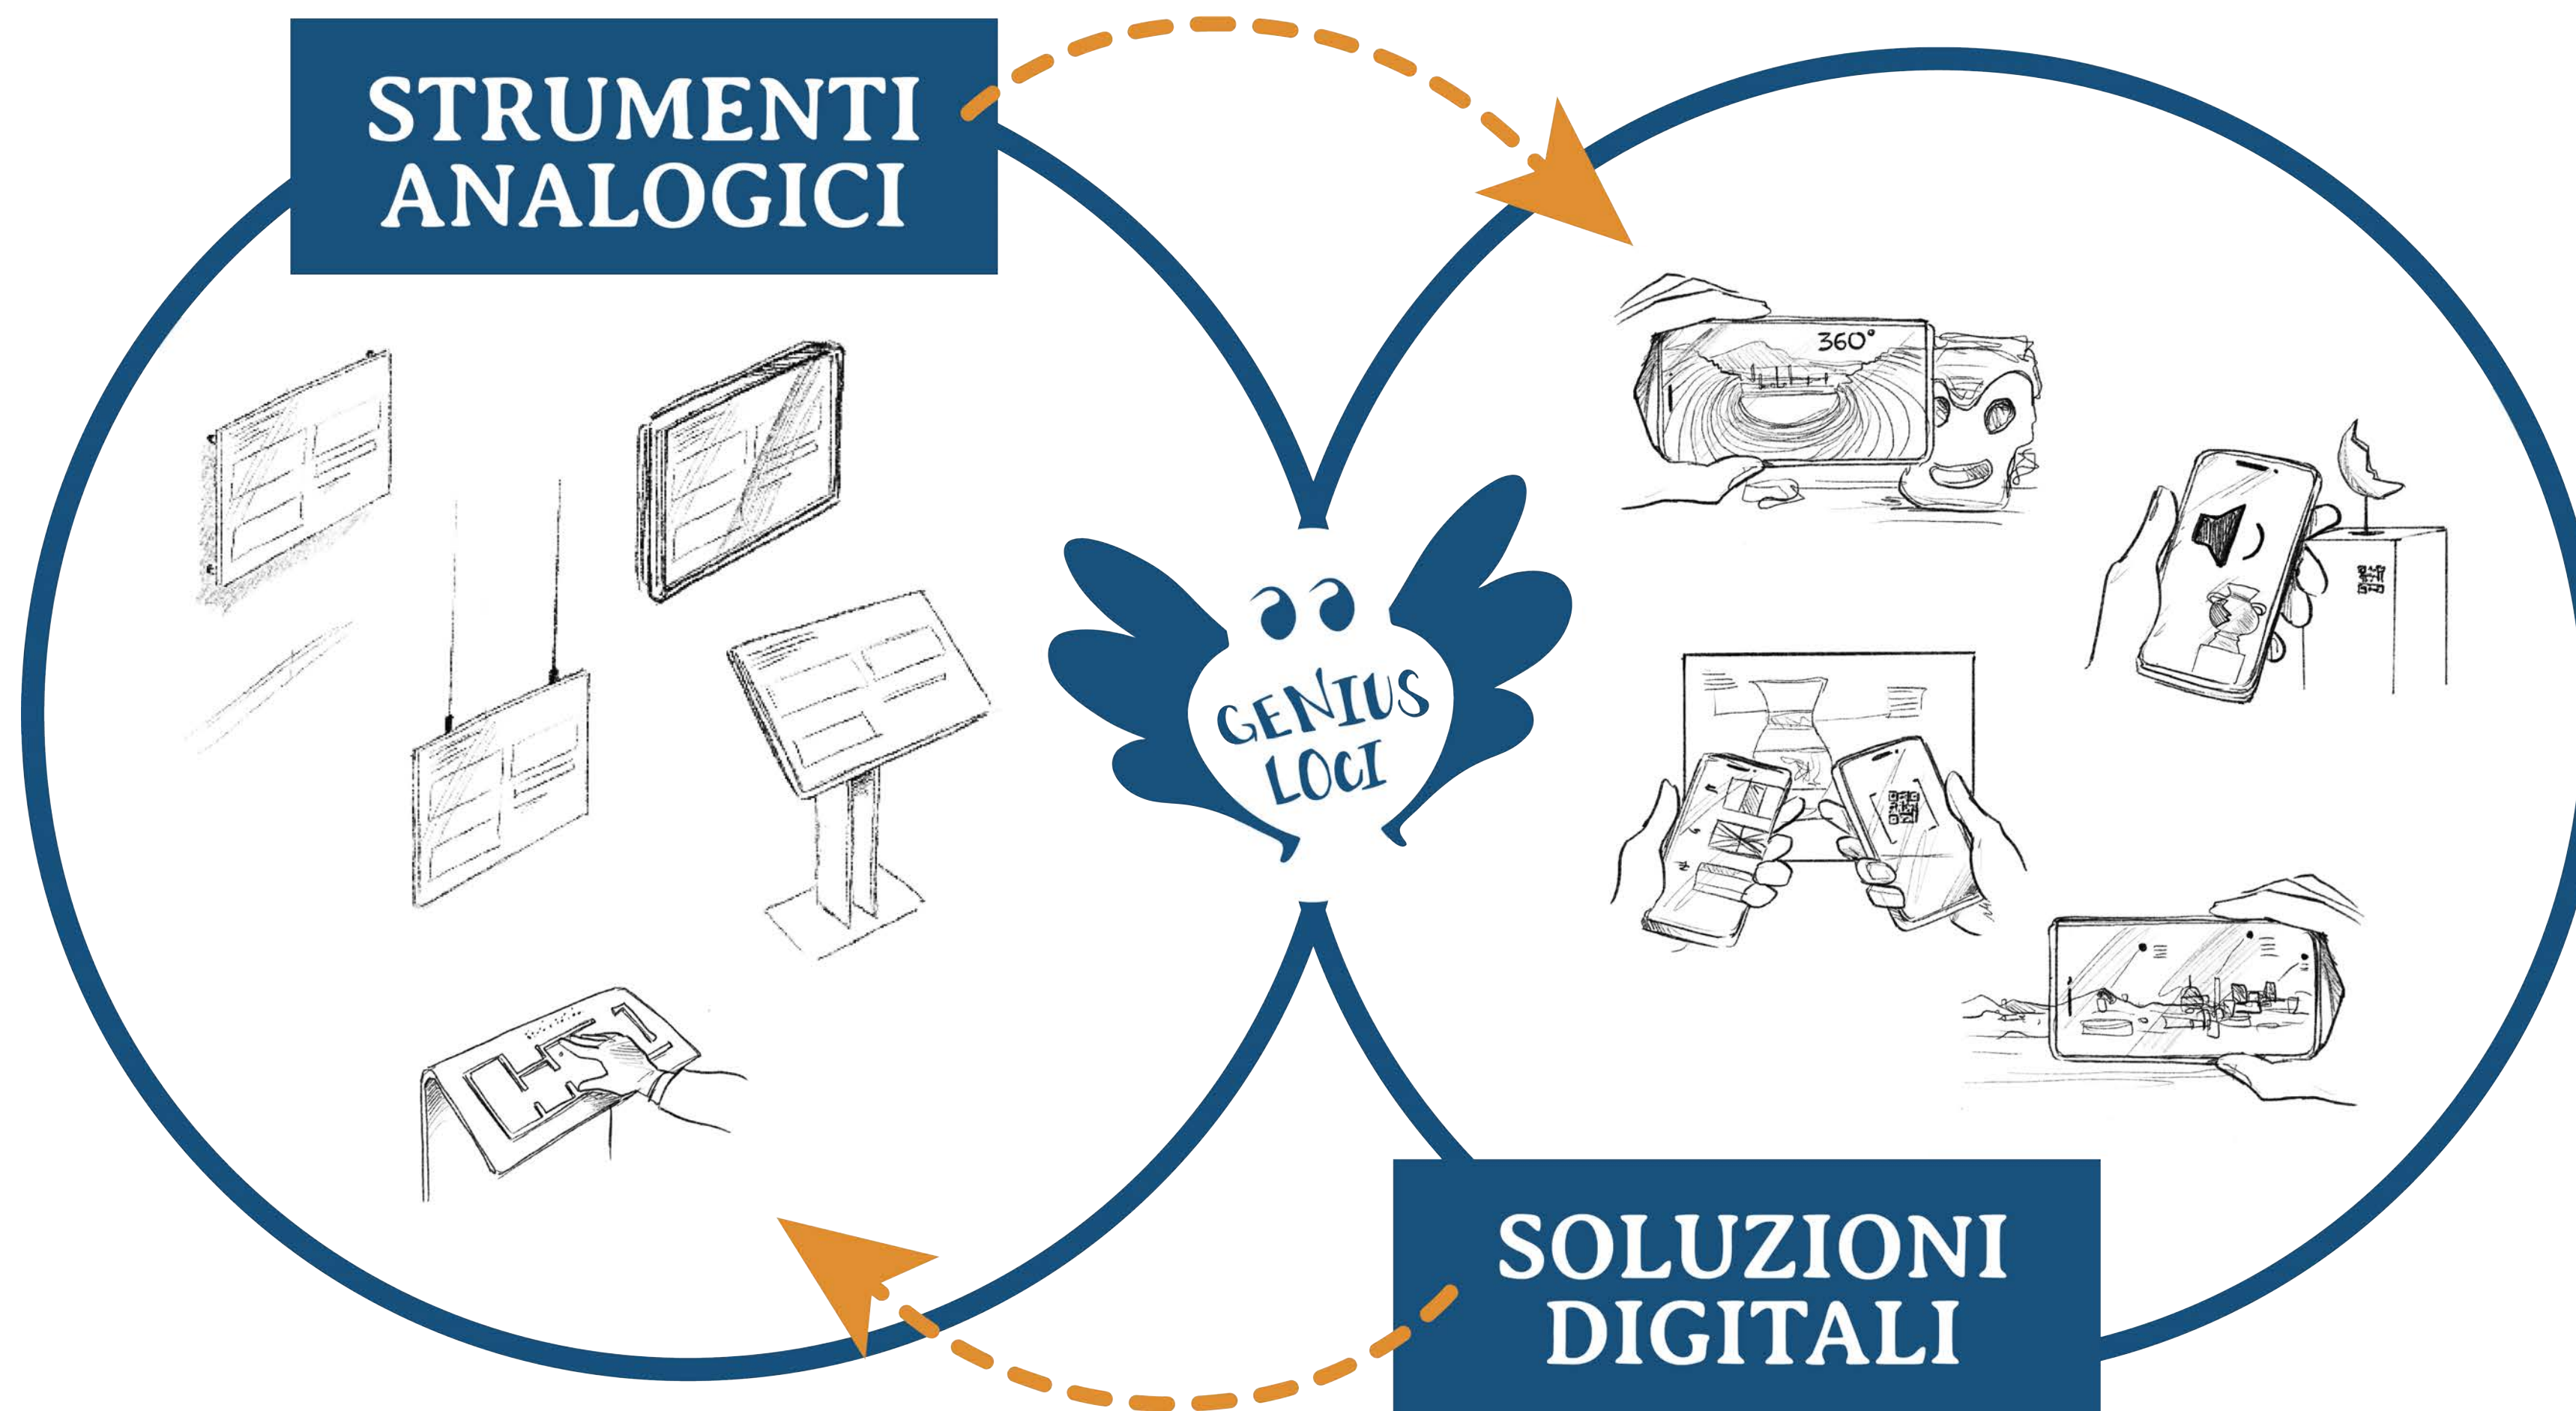 STRUMENTI
ANALOGICI
360°
GENIUS
LOCI
SOLUZIONI
DIGITALI